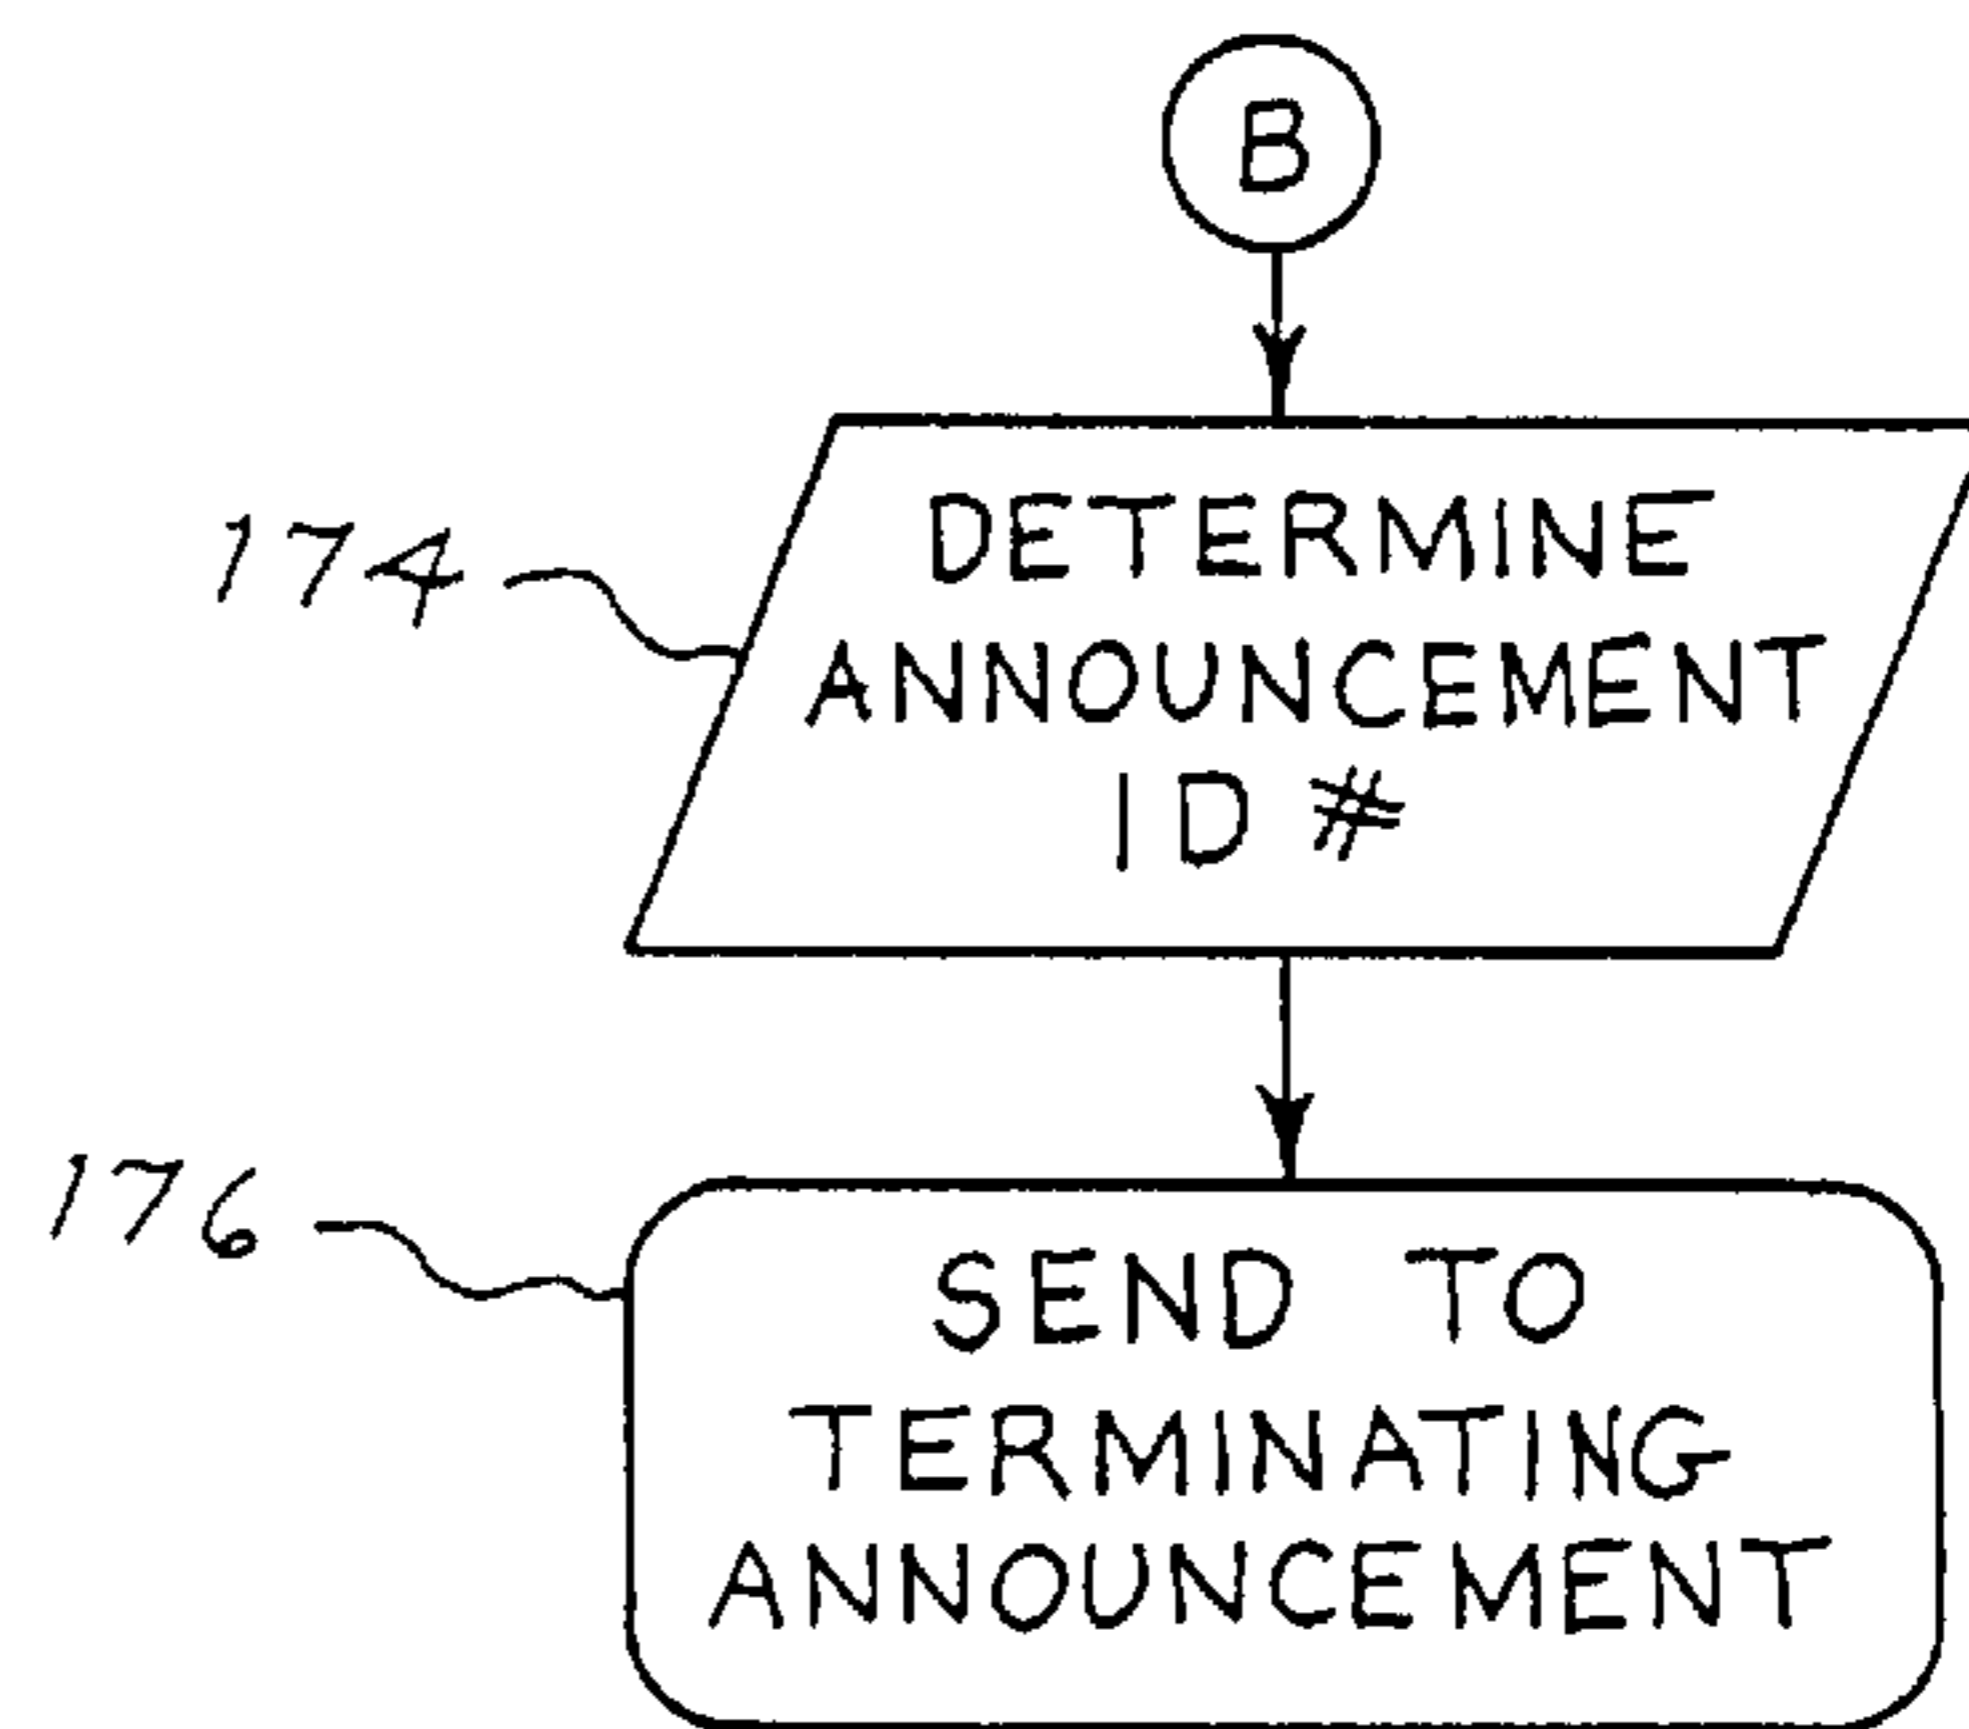 B
174
DETERMINE
ANNOUNCEMENT
ID #
176
SEND TO
TERMINATING
ANNOUNCEMENT